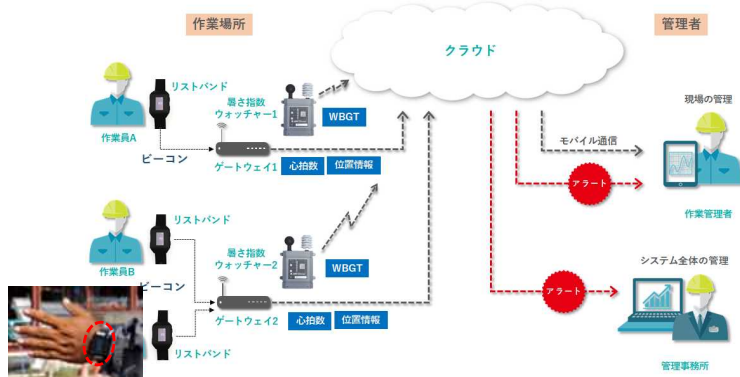 作業場所
管理者
クラウド
リストバンド
暑さ指数
ウォッチャー1
WBGT
作業員A
ビーコン
ゲートウェイ1
心拍数
位置情報
現場の管理
モバイル通信
アラート
作業管理者
リストバンド
暑さ指数
ウォッチャー2
WBGT
作業員B
ビーコン
ゲートウェイ2
心拍数
位置情報
リストバンド
システム全体の管理
アラート
管理事務所